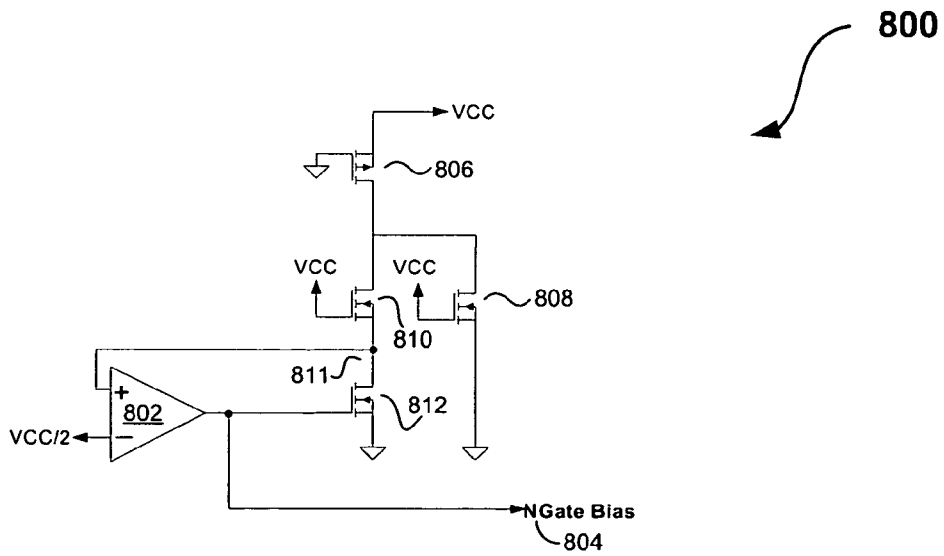 800
VCC
806
VCC
VCC
808
810
811
+
802
812
VCC/2
−
NGate Bias
804